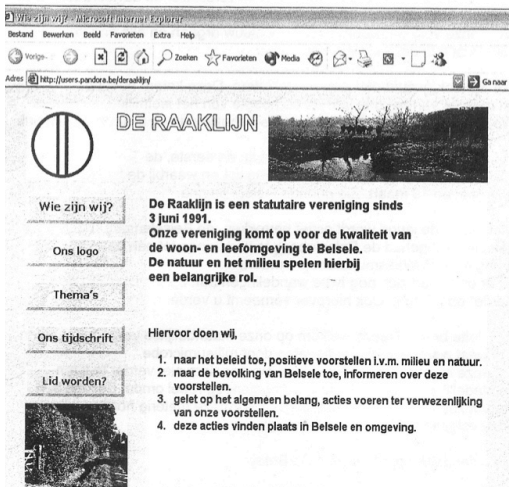 Wie zijn wij? - Microsoft Internet Explorer
Bestand Bewerken Beeld Favorieten Extra Help
Vorige Zoeken Favorieten Media
Adres http://users.pandora.be/deraaklijn/ Ga naar
DE RAAKLIJN
Wie zijn wij?
Ons logo
Thema's
Ons tijdschrift
Lid worden?
De Raaklijn is een statutaire vereniging sinds
3 juni 1991.
Onze vereniging komt op voor de kwaliteit van
de woon- en leefomgeving te Belsele.
De natuur en het milieu spelen hierbij
een belangrijke rol.
Hiervoor doen wij,
1. naar het beleid toe, positieve voorstellen i.v.m. milieu en natuur.
2. naar de bevolking van Belsele toe, informeren over deze
voorstellen.
3. gelet op het algemeen belang, acties voeren ter verwezenlijking
van onze voorstellen.
4. deze acties vinden plaats in Belsele en omgeving.